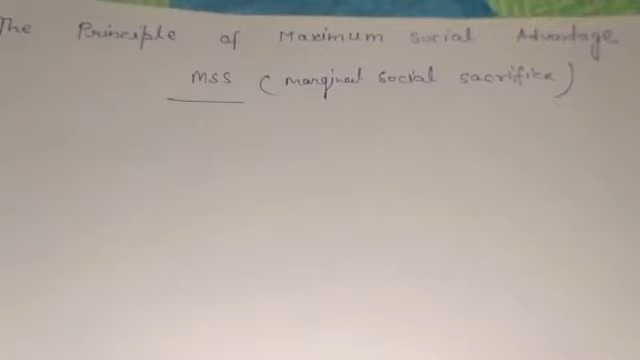 The Principle of Maximum Social Advantage
MSS (Marginal Social sacrifice)